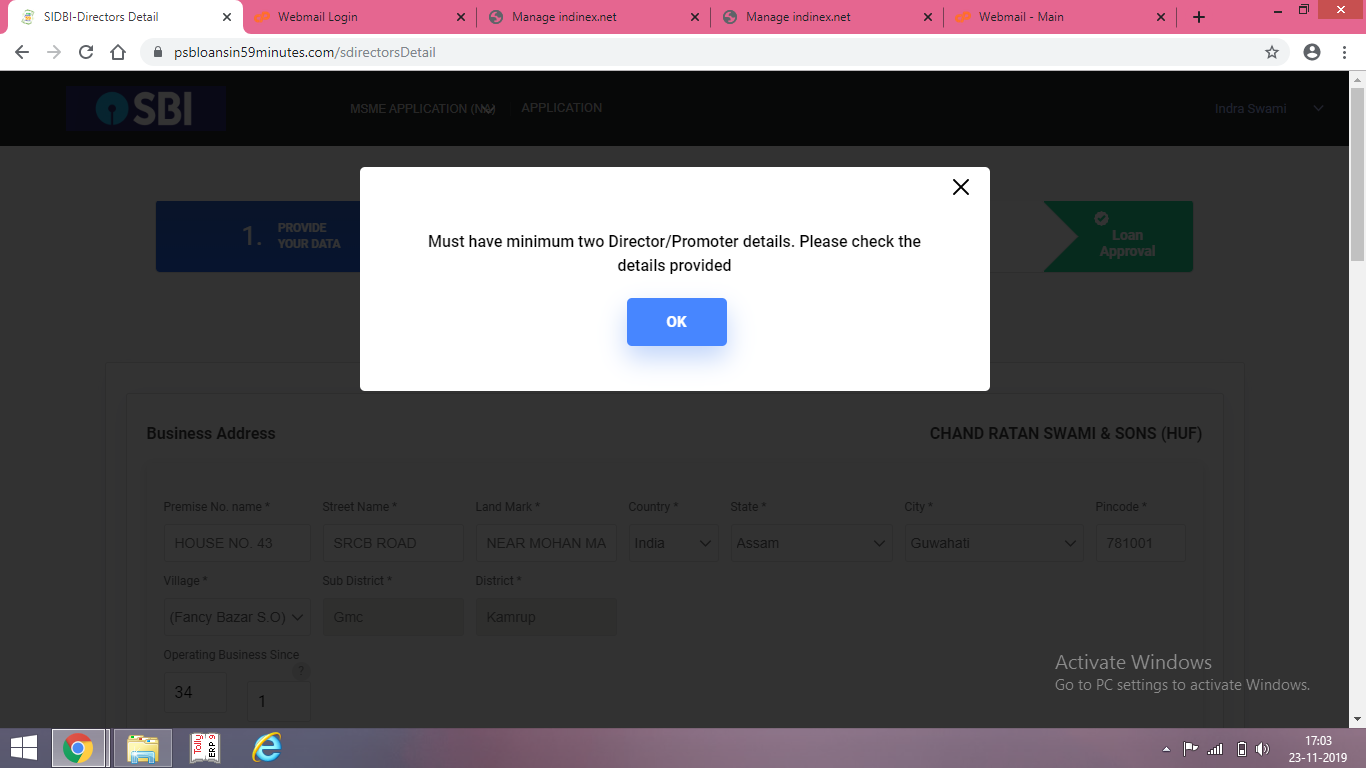 SIDBI-Directors Detail
Webmail Login
Manage indinex.net
Manage indinex.net
Webmail - Main
psbloansin59minutes.com/sdirectorsDetail
SBI
MSME APPLICATION
APPLICATION
Indra Swami
1. PROVIDE
YOUR DATA
Loan
Approval
Must have minimum two Director/Promoter details. Please check the
details provided
OK
Business Address
CHAND RATAN SWAMI & SONS (HUF)
Premise No. name * Street Name * Land Mark * Country * State * City * Pincode *
HOUSE NO. 43 SRCB ROAD NEAR MOHAN MA India Assam Guwahati 781001
Village * Sub District * District *
(Fancy Bazar S.O) Gmc Kamrup
Operating Business Since
?
34 1
Activate Windows
Go to PC settings to activate Windows.
Tally
ERP 9
17:03
23-11-2019